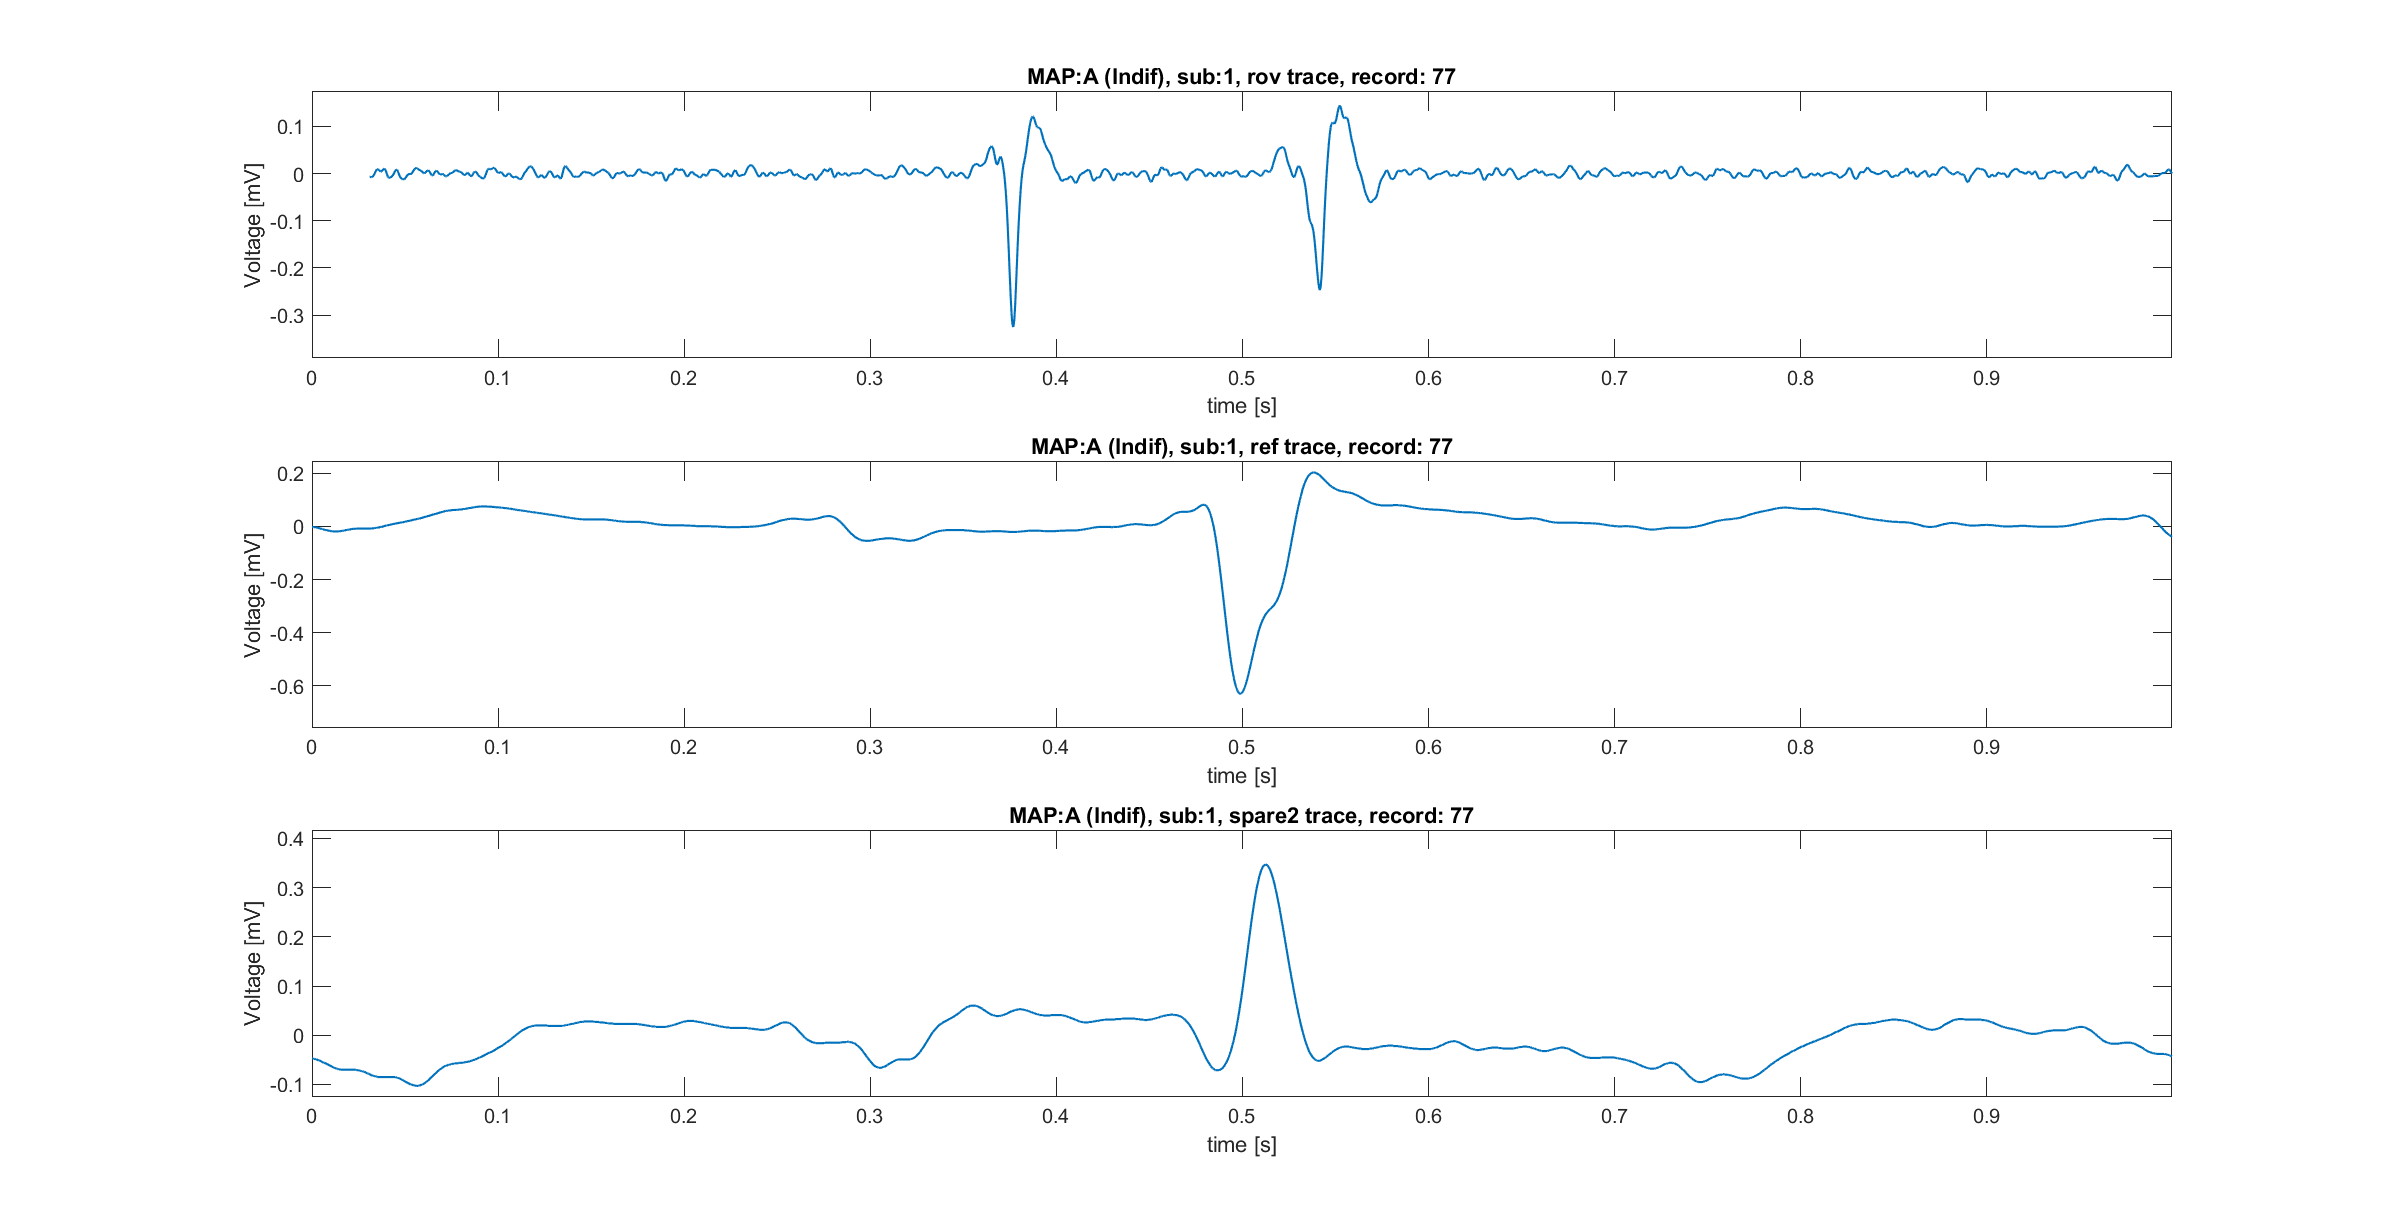 MAP:A (Indif), sub:1, rov trace, record: 77
Voltage [mV]
0.1
0
-0.1
-0.2
-0.3
0 0.1 0.2 0.3 0.4 0.5 0.6 0.7 0.8 0.9
time [s]
MAP:A (Indif), sub:1, ref trace, record: 77
Voltage [mV]
0.2
0
-0.2
-0.4
-0.6
0 0.1 0.2 0.3 0.4 0.5 0.6 0.7 0.8 0.9
time [s]
MAP:A (Indif), sub:1, spare2 trace, record: 77
Voltage [mV]
0.4
0.3
0.2
0.1
0
-0.1
0 0.1 0.2 0.3 0.4 0.5 0.6 0.7 0.8 0.9
time [s]